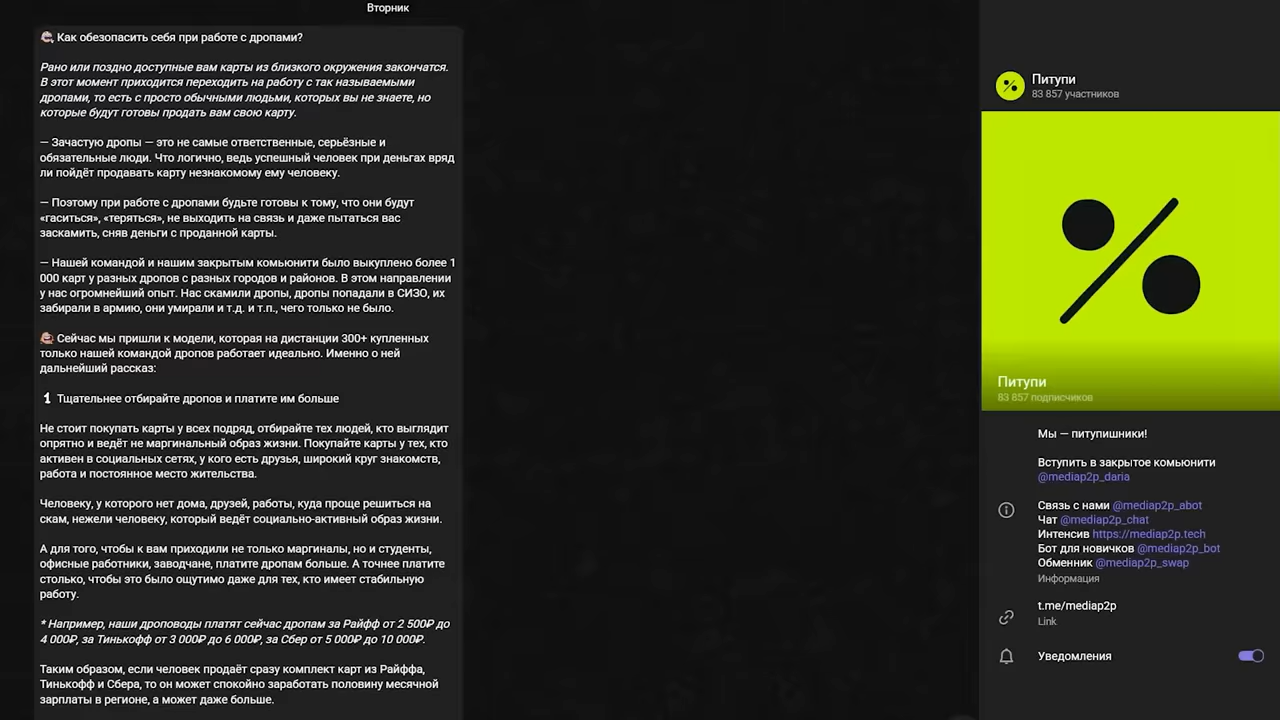 Вторник
Как обезопасить себя при работе с дропами?
Рано или поздно доступные вам карты из близкого окружения закончатся.
В этот момент приходится переходить на работу с так называемыми
дропами, то есть с просто обычными людьми, которых вы не знаете, но
которые будут готовы продать вам свою карту.
— Зачастую дропы — это не самые ответственные, серьёзные и
обязательные люди. Что логично, ведь успешный человек при деньгах вряд
ли пойдёт продавать карту незнакомому ему человеку.
— Поэтому при работе с дропами будьте готовы к тому, что они будут
«гаситься», «теряться», не выходить на связь и даже пытаться вас
заскамить, сняв деньги с проданной карты.
— Нашей командой и нашим закрытым комьюнити было выкуплено более 1
000 карт у разных дропов с разных городов и районов. В этом направлении
у нас огромнейший опыт. Нас скамили дропы, дропы попадали в СИЗО, их
забирали в армию, они умирали и т.д. и т.п., чего только не было.
Сейчас мы пришли к модели, которая на дистанции 300+ купленных
только нашей командой дропов работает идеально. Именно о ней
дальнейший рассказ:
1 Тщательнее отбирайте дропов и платите им больше
Не стоит покупать карты у всех подряд, отбирайте тех людей, кто выглядит
опрятно и ведёт не маргинальный образ жизни. Покупайте карты у тех, кто
активен в социальных сетях, у кого есть друзья, широкий круг знакомств,
работа и постоянное место жительства.
Человеку, у которого нет дома, друзей, работы, куда проще решиться на
скам, нежели человеку, который ведёт социально-активный образ жизни.
А для того, чтобы к вам приходили не только маргиналы, но и студенты,
офисные работники, заводчане, платите дропам больше. А точнее платите
столько, чтобы это было ощутимо даже для тех, кто имеет стабильную
работу.
* Например, наши дроповоды платят сейчас дропам за Райфф от 2 500₽ до
4 000₽, за Тинькофф от 3 000₽ до 6 000₽, за Сбер от 5 000₽ до 10 000₽.
Таким образом, если человек продаёт сразу комплект карт из Райффа,
Тинькофф и Сбера, то он может спокойно заработать половину месячной
зарплаты в регионе, а может даже больше.
Питупи
83 857 участников
Питупи
83 857 подписчиков
Мы — питупишники!
Вступить в закрытое комьюнити
@mediap2p_daria
Связь с нами @mediap2p_abot
Чат @mediap2p_chat
Интенсив https://mediap2p.tech
Бот для новичков @mediap2p_bot
Обменник @mediap2p_swap
Информация
t.me/mediap2p
Link
Уведомления